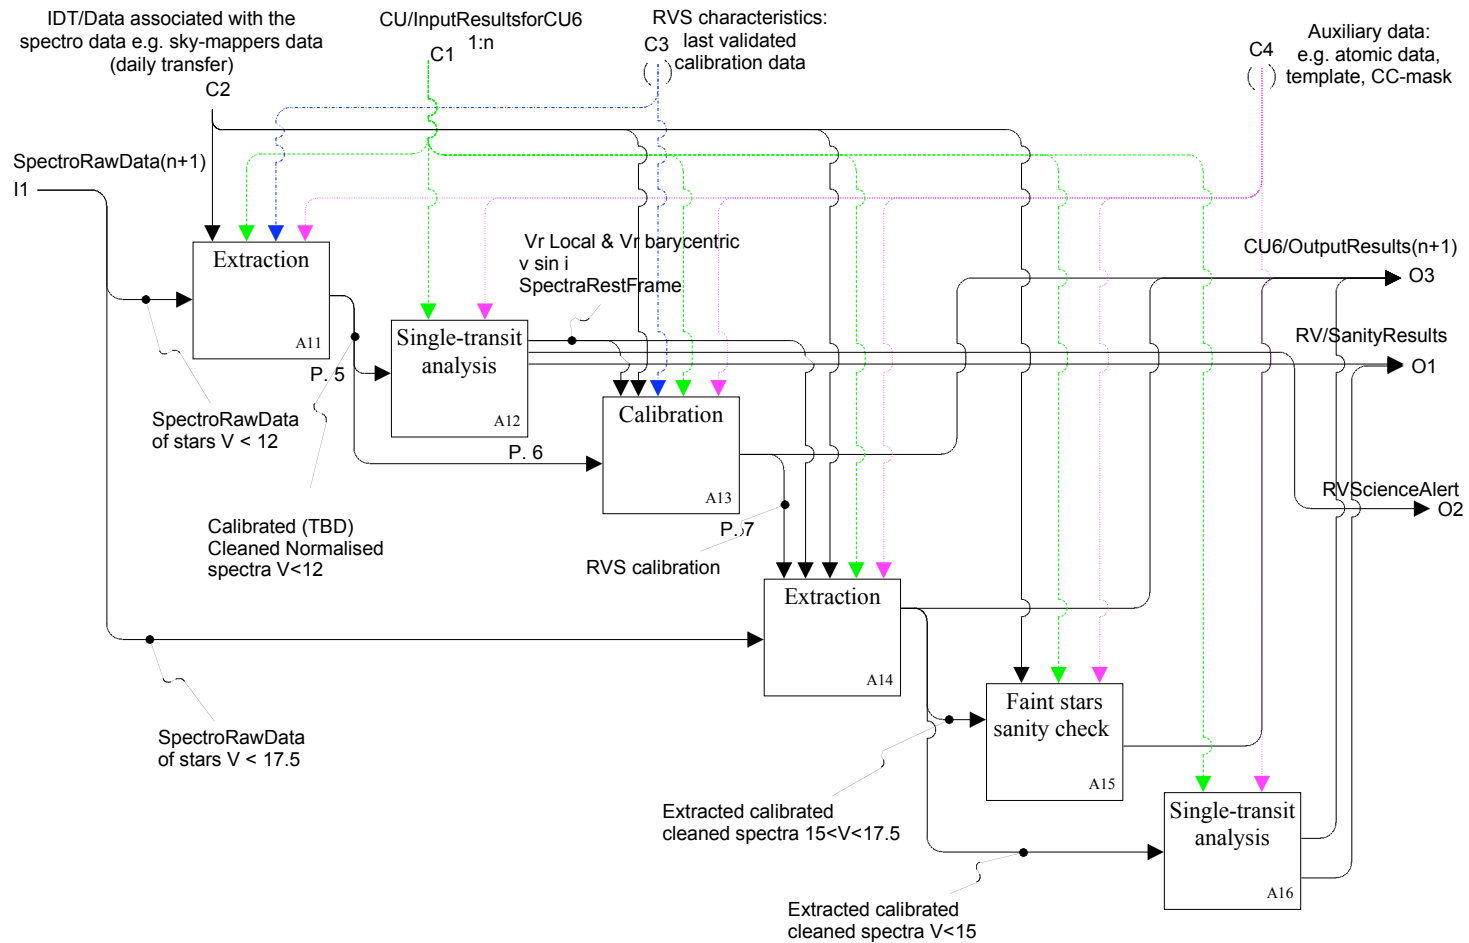 IDT/Data associated with the
spectro data e.g. sky-mappers data
(daily transfer)
C2
CU/InputResultsforCU6
1:n
C1
RVS characteristics:
last validated
calibration data
C3
( )
Auxiliary data:
e.g. atomic data,
template, CC-mask
C4
( )
SpectroRawData(n+1)
I1
Extraction
A11
Vr Local & Vr barycentric
v sin i
SpectraRestFrame
CU6/OutputResults(n+1)
O3
Single-transit
analysis
A12
P. 5
RV/SanityResults
O1
SpectroRawData
of stars V < 12
Calibration
A13
P. 6
Calibrated (TBD)
Cleaned Normalised
spectra V<12
RVScienceAlert
O2
P. 7
RVS calibration
Extraction
A14
SpectroRawData
of stars V < 17.5
Faint stars
sanity check
A15
Extracted calibrated
cleaned spectra 15<V<17.5
Single-transit
analysis
A16
Extracted calibrated
cleaned spectra V<15